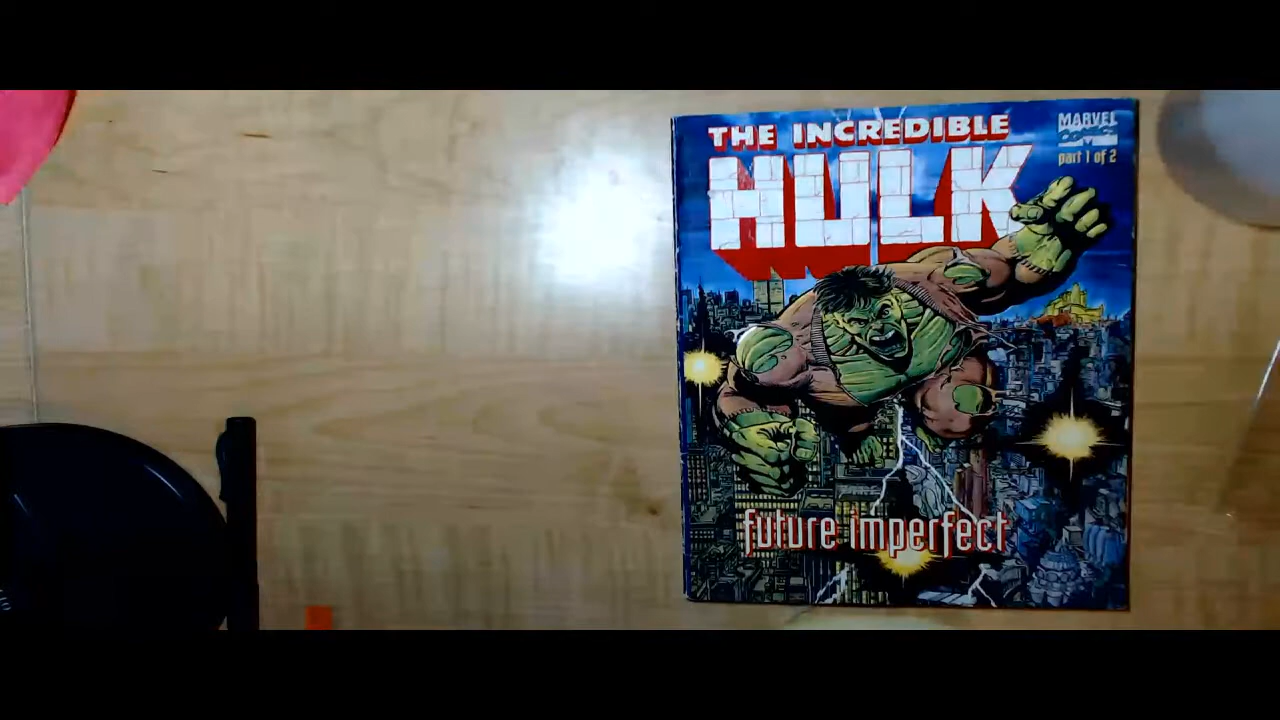 THE INCREDIBLE
HULK
MARVEL
COMICS
part 1 of 2
future imperfect